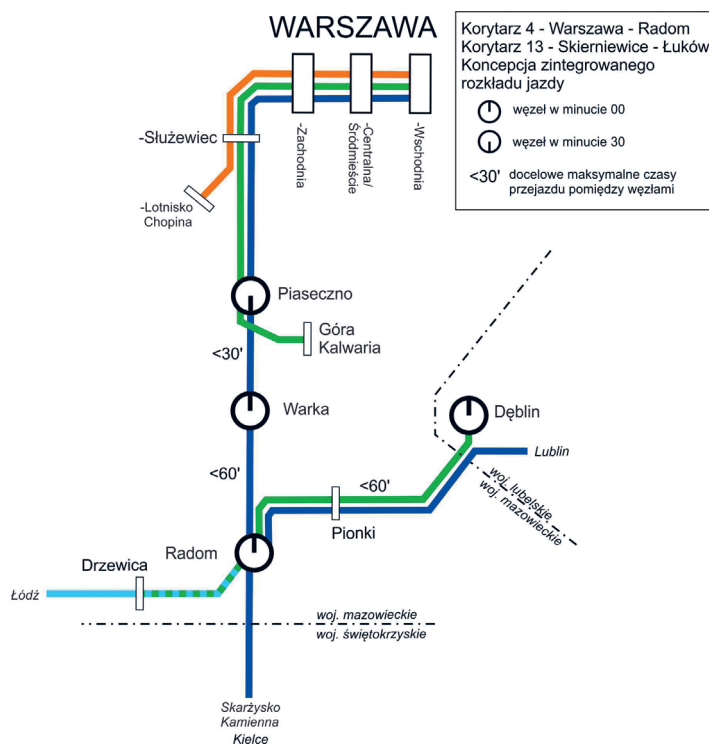 WARSZAWA
Korytarz 4 - Warszawa - Radom
Korytarz 13 - Skierniewice - Łuków
Koncepcja zintegrowanego
rozkładu jazdy
węzeł w minucie 00
węzeł w minucie 30
<30' docelowe maksymalne czasy
przejazdu pomiędzy węzłami
-Służewiec
-Zachodnia
-Centralna/
Śródmieście
-Wschodnia
-Lotnisko
Chopina
Piaseczno
Góra
Kalwaria
<30'
Warka
Dęblin
Lublin
<60'
<60'
woj. lubelskie
woj. mazowieckie
Pionki
Radom
Drzewica
Łódź
woj. mazowieckie
woj. świętokrzyskie
Skarżysko
Kamienna
Kielce